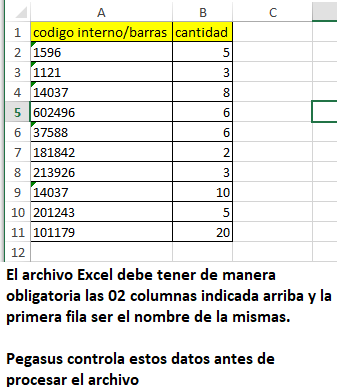 A B C
1 codigo interno/barras cantidad
2 1596 5
3 1121 3
4 14037 8
5 602496 6
6 37588 6
7 181842 2
8 213926 3
9 14037 10
10 201243 5
11 101179 20
12
El archivo Excel debe tener de manera
obligatoria las 02 columnas indicada arriba y la
primera fila ser el nombre de la mismas.
Pegasus controla estos datos antes de
procesar el archivo